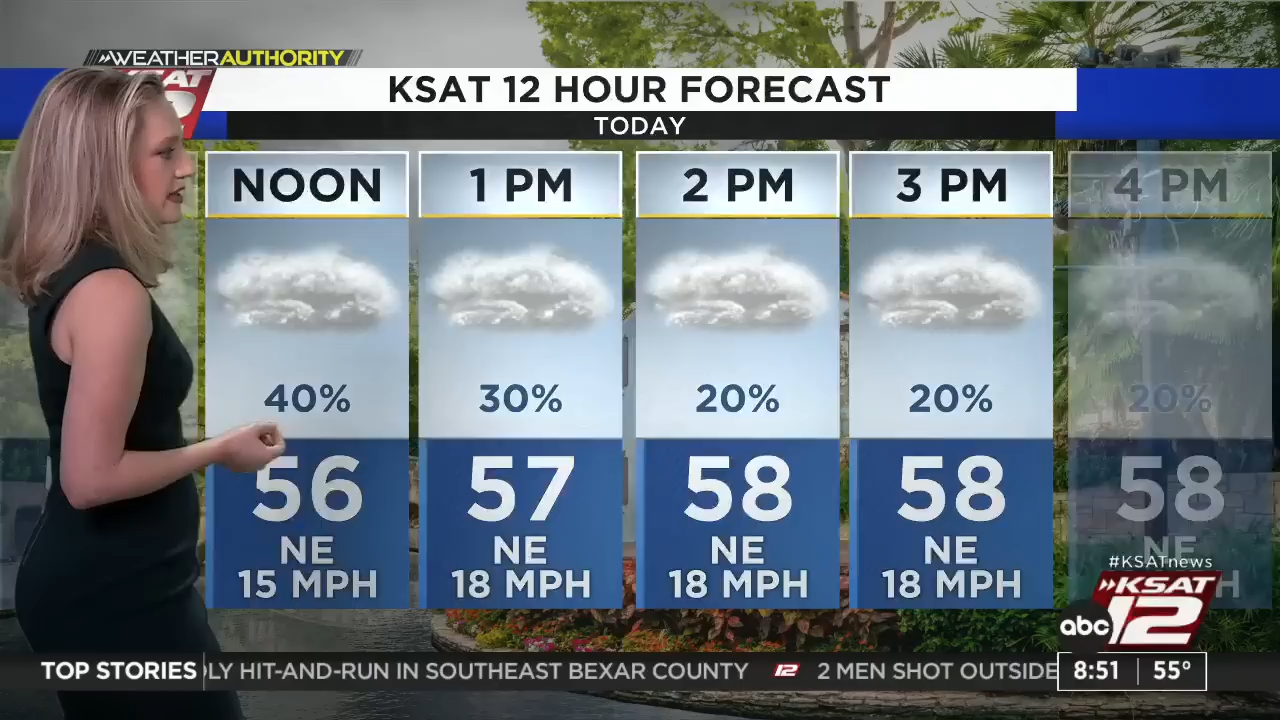 WEATHERAUTHORITY
KSAT
KSAT 12 HOUR FORECAST
TODAY
NOON
40%
56
NE
15 MPH
1 PM
30%
57
NE
18 MPH
2 PM
20%
58
NE
18 MPH
3 PM
20%
58
NE
18 MPH
4 PM
20%
58
NE
#KSATnews
KSAT
abc 12
TOP STORIES
HIT-AND-RUN IN SOUTHEAST BEXAR COUNTY 12 2 MEN SHOT OUTSIDE
8:51 55°